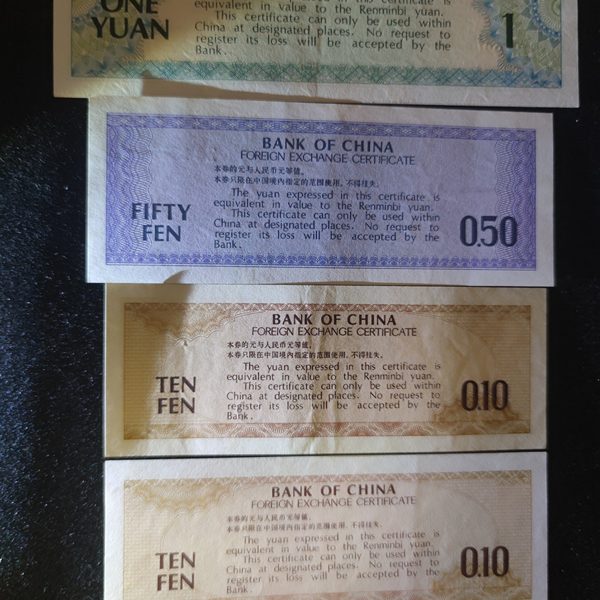 ONE
YUAN
equivalent in value to the Renminbi yuan.
This certificate can only be used within
China at designated places. No request to
register its loss will be accepted by the
Bank.
1
BANK OF CHINA
FOREIGN EXCHANGE CERTIFICATE
本券的元与人民币元等值。
本券只限在中国境内指定的范围使用，不得挂失。
The yuan expressed in this certificate is
equivalent in value to the Renminbi yuan.
This certificate can only be used within
China at designated places. No request to
register its loss will be accepted by the
Bank.
FIFTY
FEN
0.50
BANK OF CHINA
FOREIGN EXCHANGE CERTIFICATE
本券的元与人民币元等值。
本券只限在中国境内指定的范围使用，不得挂失。
The yuan expressed in this certificate is
equivalent in value to the Renminbi yuan.
This certificate can only be used within
China at designated places. No request to
register its loss will be accepted by the
Bank.
TEN
FEN
0.10
BANK OF CHINA
FOREIGN EXCHANGE CERTIFICATE
本券的元与人民币元等值。
本券只限在中国境内指定的范围使用，不得挂失。
The yuan expressed in this certificate is
equivalent in value to the Renminbi yuan.
This certificate can only be used within
China at designated places. No request to
register its loss will be accepted by the
Bank.
TEN
FEN
0.10